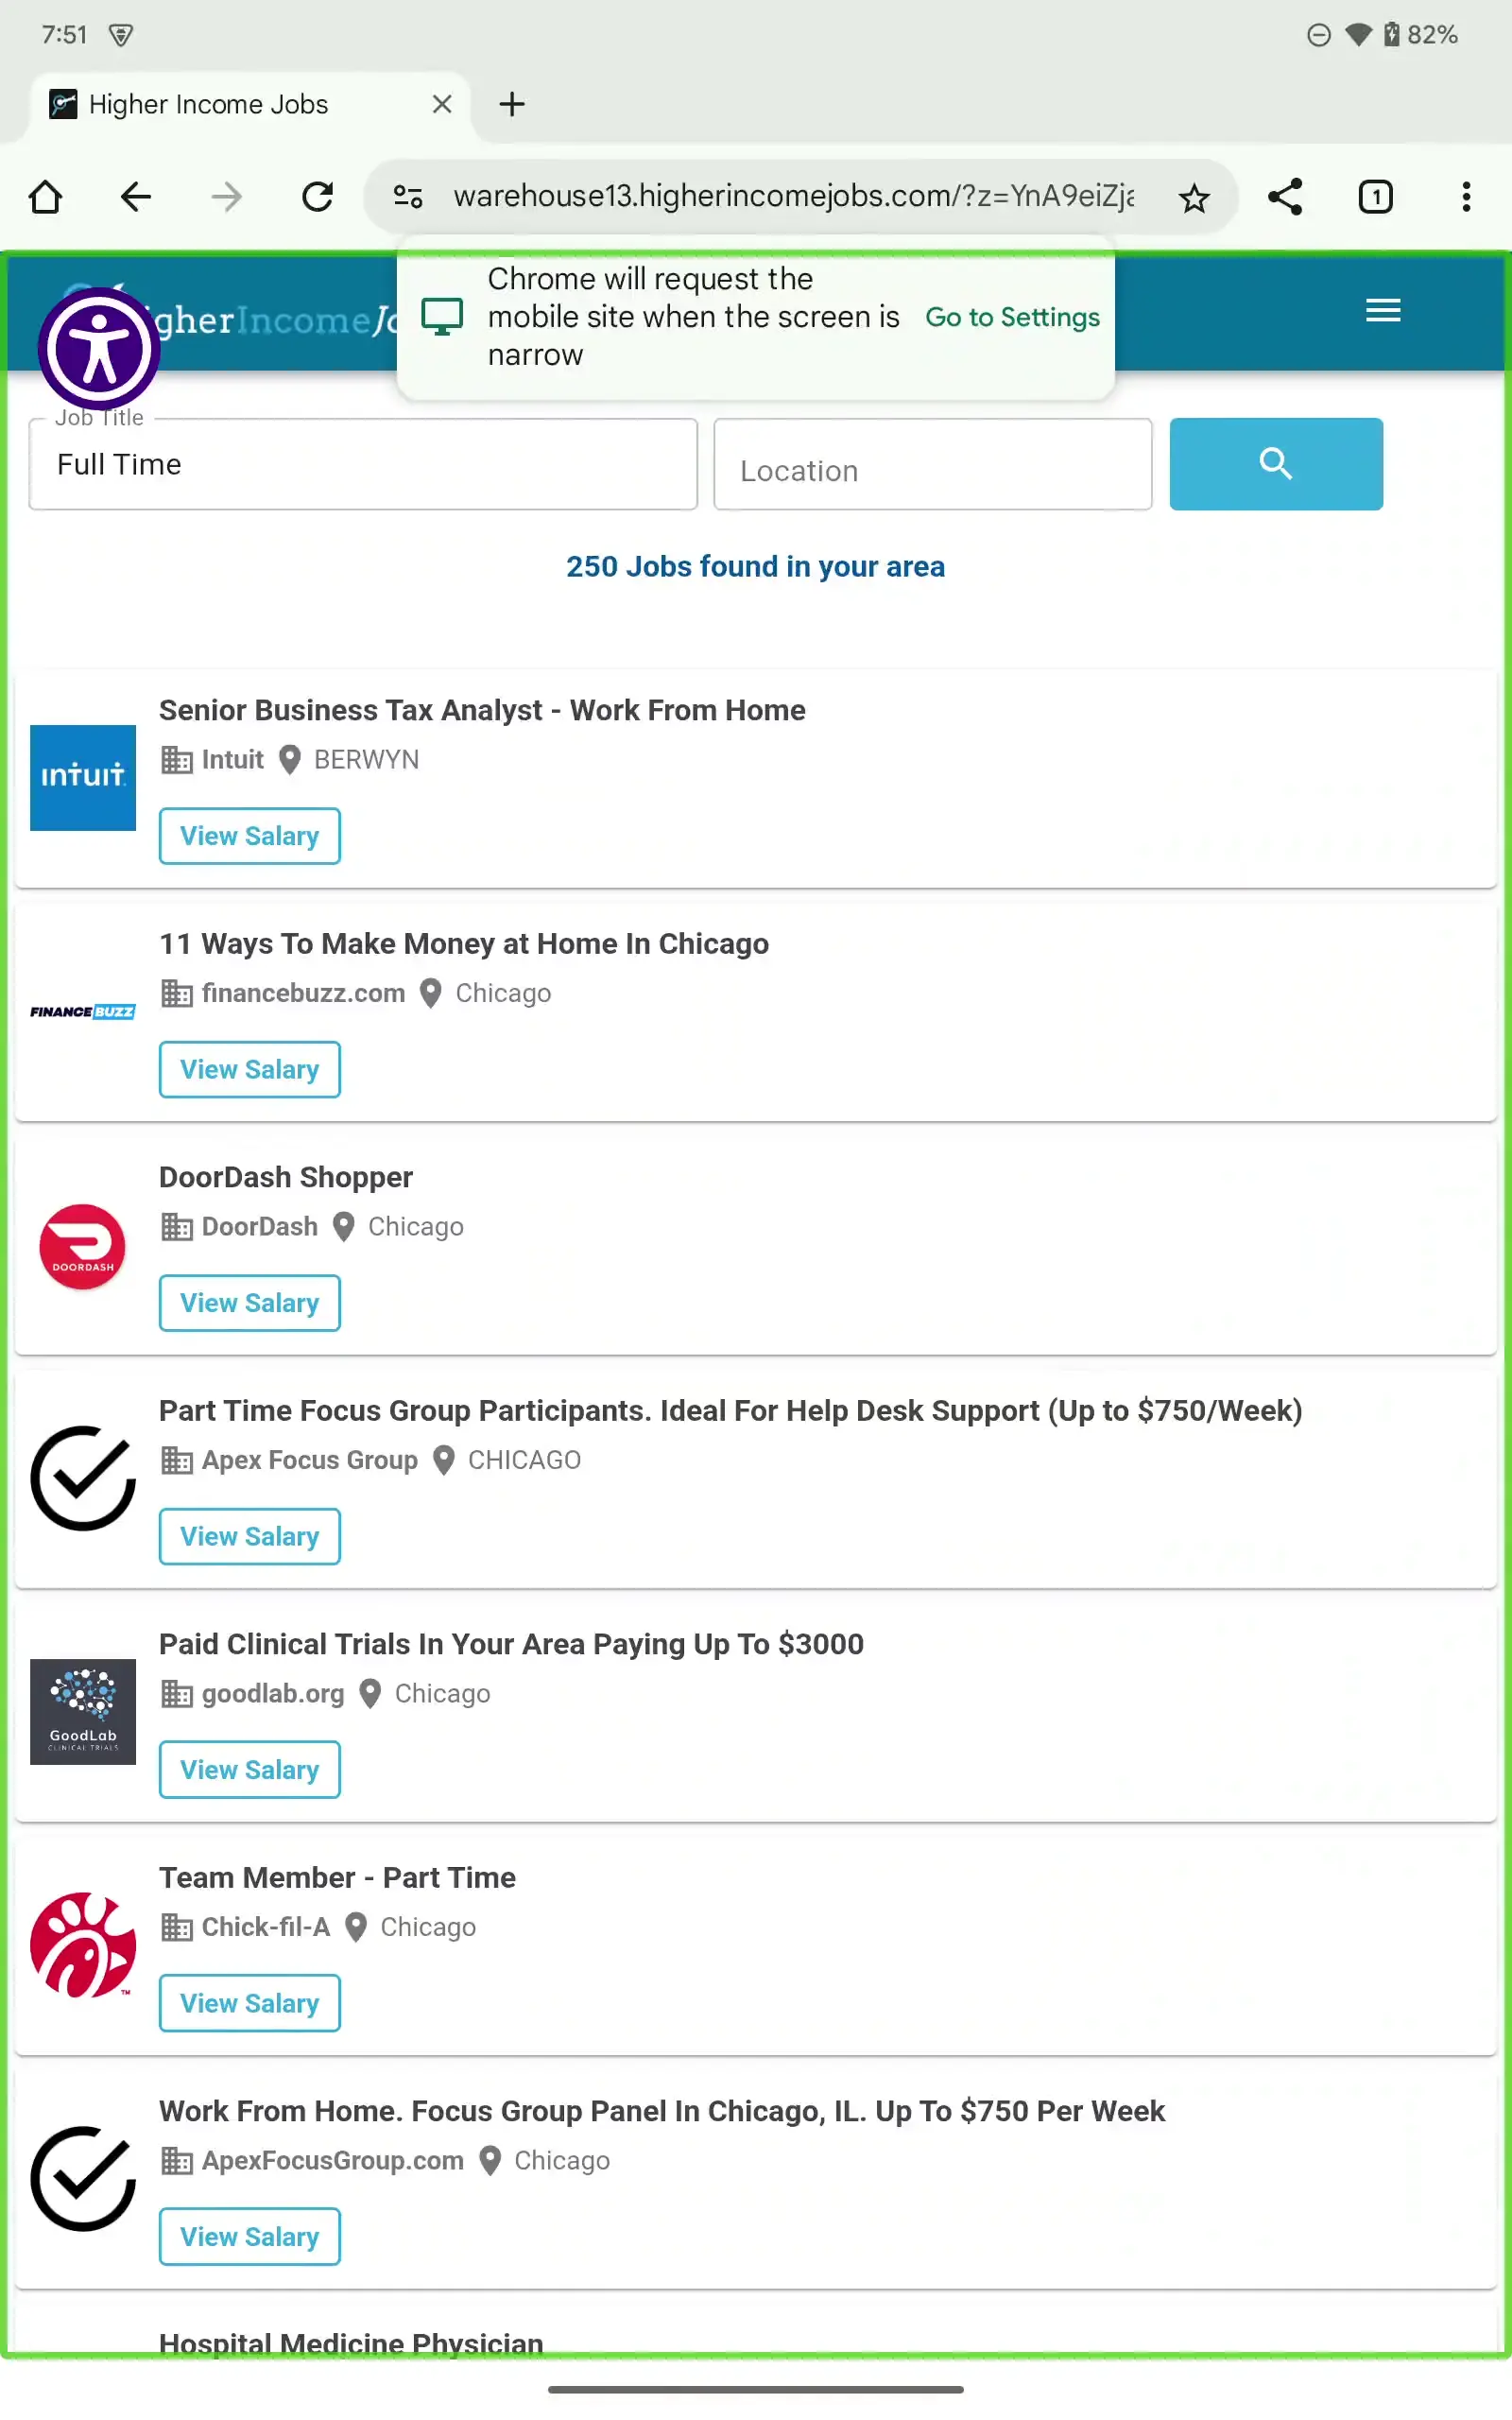 7:51
82%
Higher Income Jobs
warehouse13.higherincomejobs.com/?z=YnA9eiZj
Chrome will request the
mobile site when the screen is
narrow
Go to Settings
gherIncomeJo
Job Title
Full Time
Location
250 Jobs found in your area
Senior Business Tax Analyst - Work From Home
INTUIT
Intuit BERWYN
View Salary
11 Ways To Make Money at Home In Chicago
financebuzz.com Chicago
FINANCEBUZZ
View Salary
DoorDash Shopper
DoorDash Chicago
DOORDASH
View Salary
Part Time Focus Group Participants. Ideal For Help Desk Support (Up to $750/Week)
Apex Focus Group CHICAGO
View Salary
Paid Clinical Trials In Your Area Paying Up To $3000
goodlab.org Chicago
GoodLab
CLINICAL TRIALS
View Salary
Team Member - Part Time
Chick-fil-A Chicago
View Salary
Work From Home. Focus Group Panel In Chicago, IL. Up To $750 Per Week
ApexFocusGroup.com Chicago
View Salary
Hospital Medicine Physician